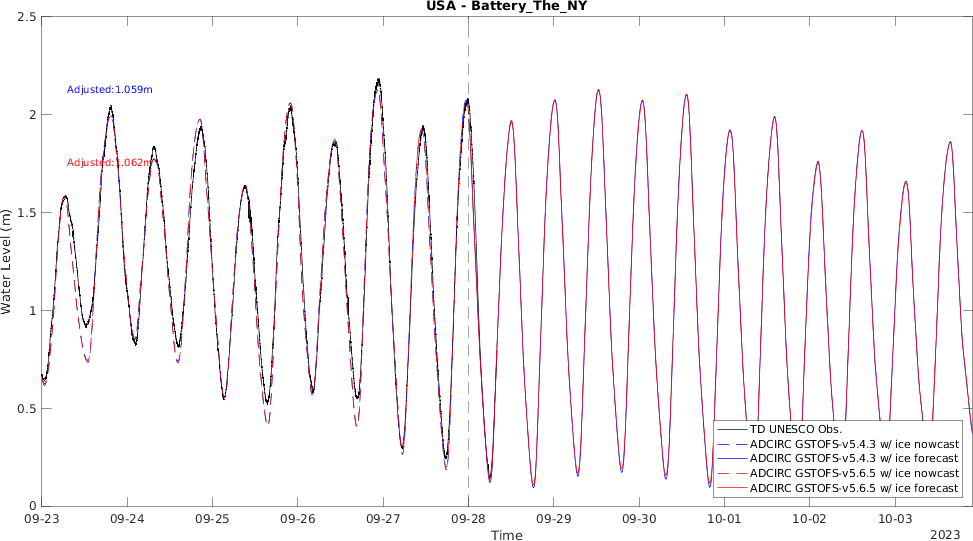 USA - Battery_The_NY
2.5
Adjusted:1.059m
2
Adjusted:1.062m
1.5
Water Level (m)
1
0.5
0
TD UNESCO Obs.
ADCIRC GSTOFS-v5.4.3 w/ ice nowcast
ADCIRC GSTOFS-v5.4.3 w/ ice forecast
ADCIRC GSTOFS-v5.6.5 w/ ice nowcast
ADCIRC GSTOFS-v5.6.5 w/ ice forecast
09-23 09-24 09-25 09-26 09-27 09-28 09-29 09-30 10-01 10-02 10-03
Time
2023